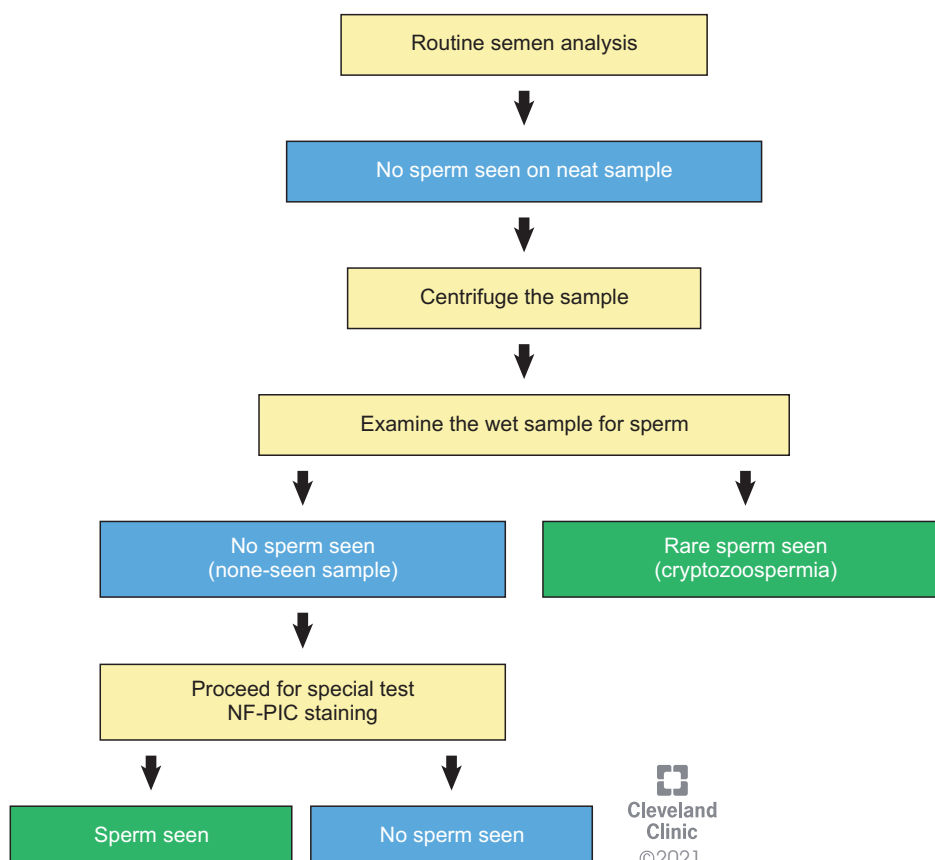 Routine semen analysis
No sperm seen on neat sample
Centrifuge the sample
Examine the wet sample for sperm
No sperm seen
(none-seen sample)
Rare sperm seen
(cryptozoospermia)
Proceed for special test
NF-PIC staining
Sperm seen
No sperm seen
Cleveland
Clinic
©2021